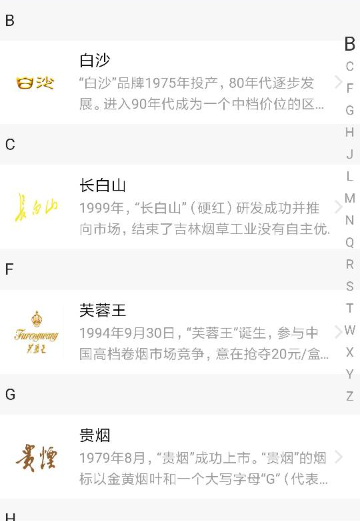 B
白沙
白沙
“白沙”品牌1975年投产，80年代逐步发
展。进入90年代成为一个中档价位的区...
C
长白山
长白山
1999年，“长白山”（硬红）研发成功并推
向市场，结束了吉林烟草工业没有自主优.
F
Furongwang
芙蓉王
芙蓉王
1994年9月30日，“芙蓉王”诞生，参与中
国高档卷烟市场竞争，意在抢夺20元/盒...
G
貴煙
贵烟
1979年8月，“贵烟”成功上市。“贵烟”的烟
标以金黄烟叶和一个大写字母“G”（代表...
H
B
C
F
G
H
J
L
M
N
Q
R
S
T
W
X
Y
Z